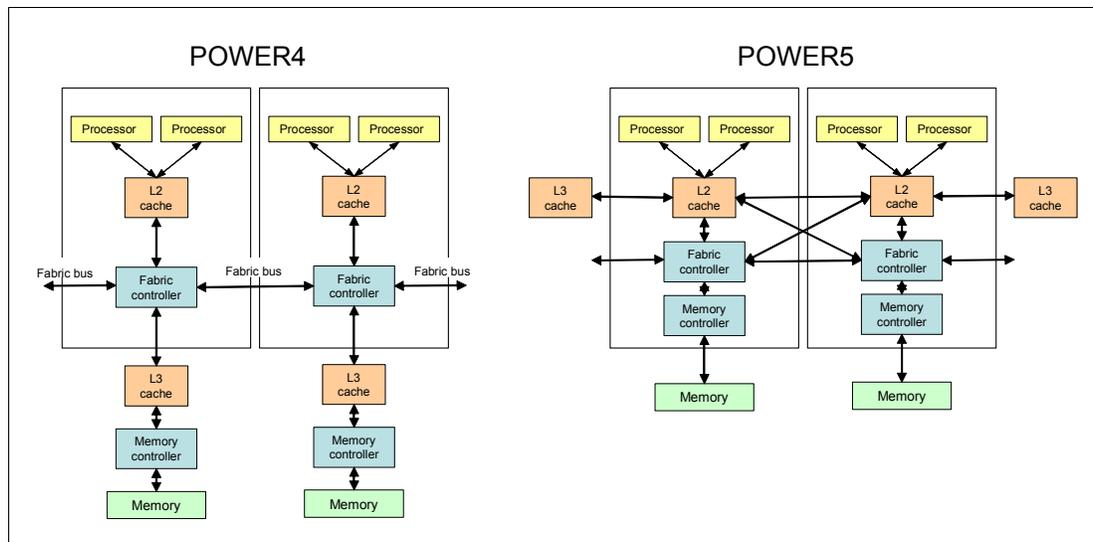 POWER4
Processor
Processor
Processor
Processor
L2
cache
L2
cache
Fabric bus
Fabric bus
Fabric bus
Fabric
controller
Fabric
controller
L3
cache
L3
cache
Memory
controller
Memory
controller
Memory
Memory
POWER5
Processor
Processor
Processor
Processor
L3
cache
L2
cache
L2
cache
L3
cache
Fabric
controller
Fabric
controller
Memory
controller
Memory
controller
Memory
Memory